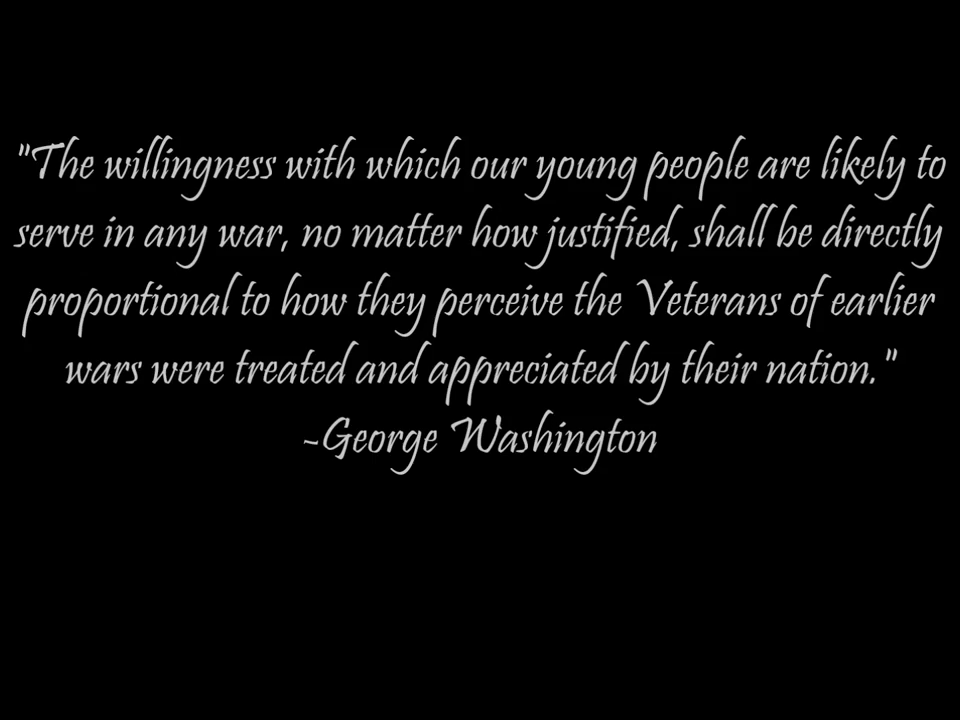 "The willingness with which our young people are likely to
serve in any war, no matter how justified, shall be directly
proportional to how they perceive the Veterans of earlier
wars were treated and appreciated by their nation."
~George Washington